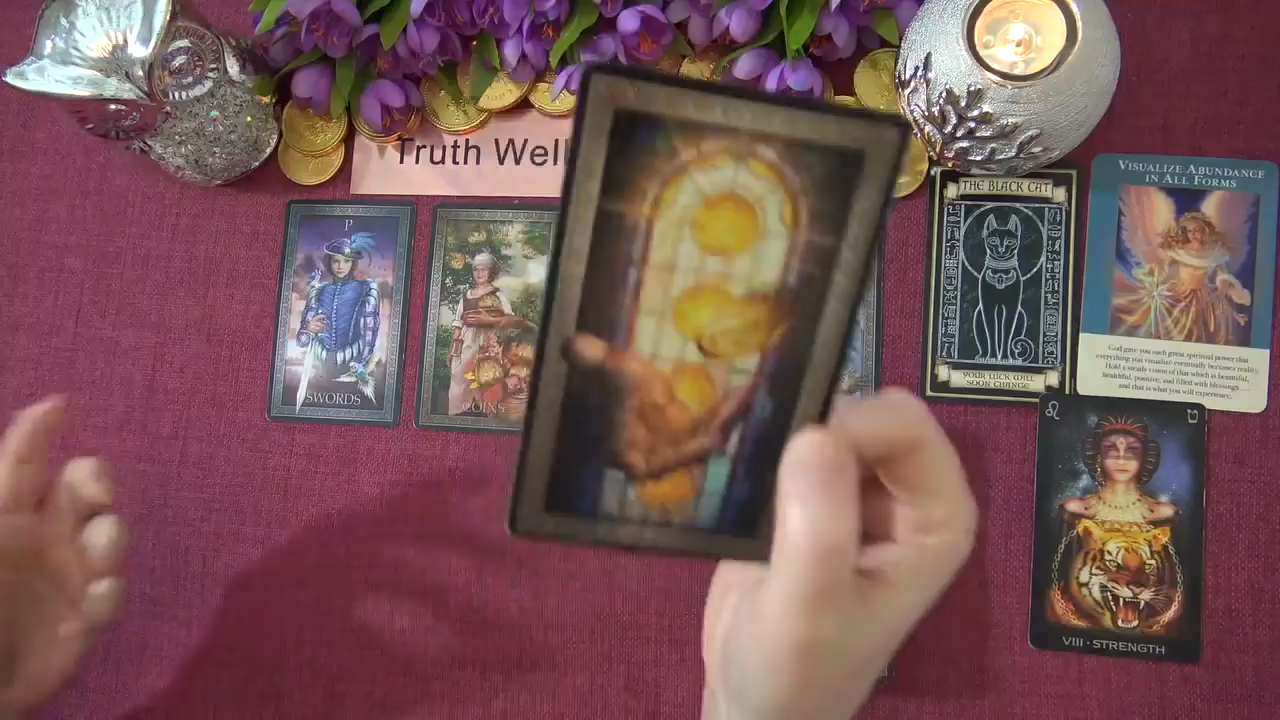 Truth Well
P
SWORDS
COINS
THE BLACK CAT
YOUR LUCK WILL
SOON CHANGE
VISUALIZE ABUNDANCE
IN ALL FORMS
God gave you such great spiritual power that
everything you visualize eventually becomes reality.
Hold a steady vision of that which is beautiful,
healthful, positive, and filled with blessings
and that is what you will experience.
VIII · STRENGTH